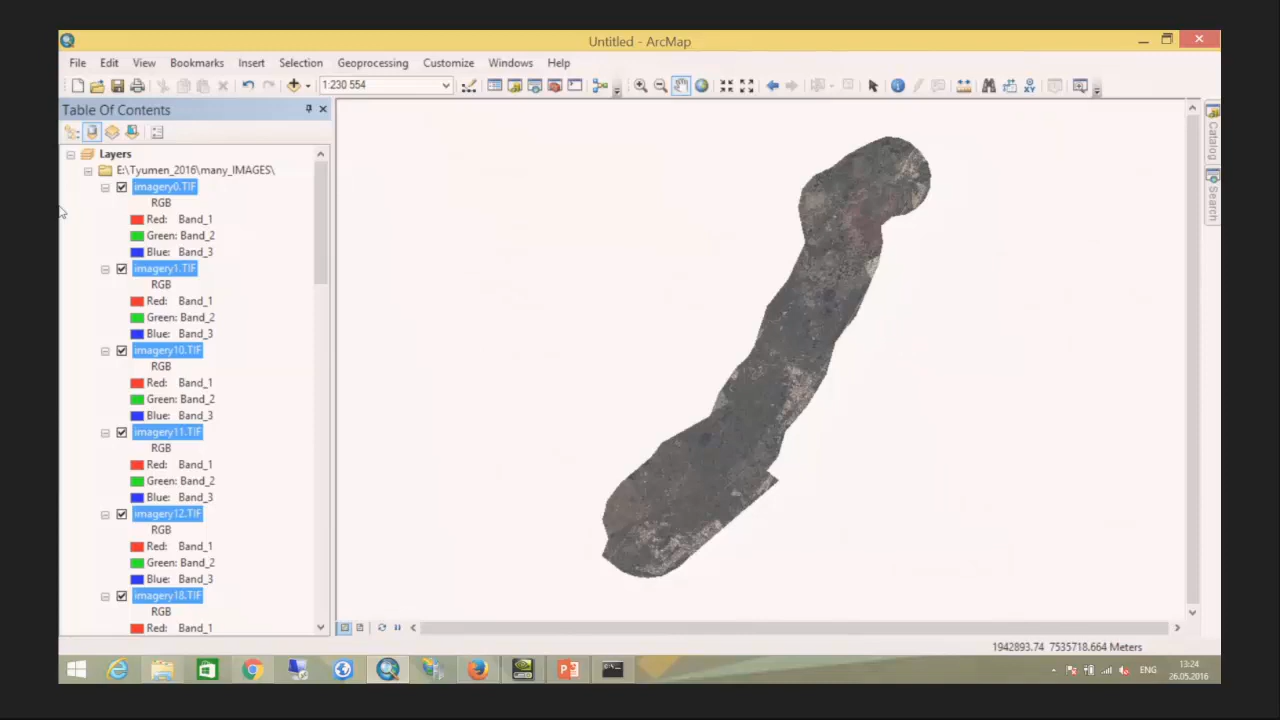 Untitled - ArcMap
File Edit View Bookmarks Insert Selection Geoprocessing Customize Windows Help
1:230 554
Table Of Contents
Layers
E:\Tyumen_2016\many_IMAGES\
imagery0.TIF
RGB
Red: Band_1
Green: Band_2
Blue: Band_3
imagery1.TIF
RGB
Red: Band_1
Green: Band_2
Blue: Band_3
imagery10.TIF
RGB
Red: Band_1
Green: Band_2
Blue: Band_3
imagery11.TIF
RGB
Red: Band_1
Green: Band_2
Blue: Band_3
imagery12.TIF
RGB
Red: Band_1
Green: Band_2
Blue: Band_3
imagery18.TIF
RGB
Red: Band_1
Catalog
Search
1942893.74 7535718.664 Meters
ENG
13:24
26.05.2016